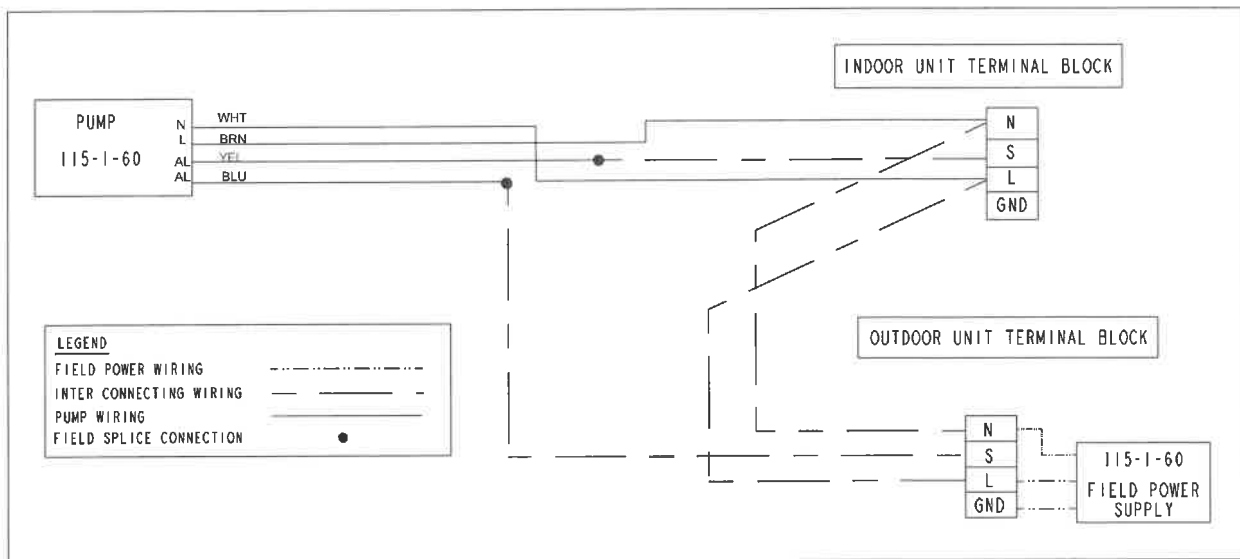 INDOOR UNIT TERMINAL BLOCK
PUMP
115-1-60
N WHT
L BRN
AL YEL
AL BLU
N
S
L
GND
LEGEND
FIELD POWER WIRING
INTER CONNECTING WIRING
PUMP WIRING
FIELD SPLICE CONNECTION
OUTDOOR UNIT TERMINAL BLOCK
N
S
L
GND
115-1-60
FIELD POWER
SUPPLY